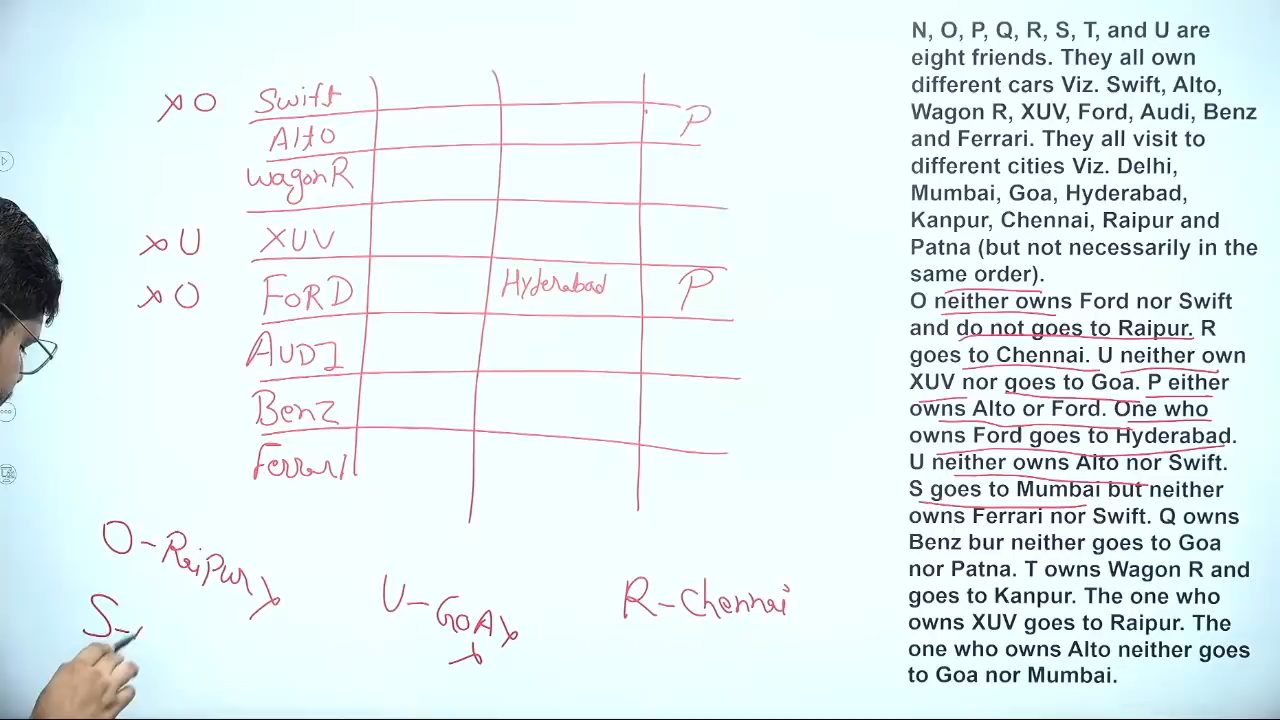 N, O, P, Q, R, S, T, and U are
eight friends. They all own
different cars Viz. Swift, Alto,
Wagon R, XUV, Ford, Audi, Benz
and Ferrari. They all visit to
different cities Viz. Delhi,
Mumbai, Goa, Hyderabad,
Kanpur, Chennai, Raipur and
Patna (but not necessarily in the
same order).
O neither owns Ford nor Swift
and do not goes to Raipur. R
goes to Chennai. U neither own
XUV nor goes to Goa. P either
owns Alto or Ford. One who
owns Ford goes to Hyderabad.
U neither owns Alto nor Swift.
S goes to Mumbai but neither
owns Ferrari nor Swift. Q owns
Benz bur neither goes to Goa
nor Patna. T owns Wagon R and
goes to Kanpur. The one who
owns XUV goes to Raipur. The
one who owns Alto neither goes
to Goa nor Mumbai.
x O Swift
Alto P
wagon R
x U XUV
x O FORD Hyderabad P
AUDI
Benz
Ferrari
O - Raipur x
U - GOA x
R - Chennai
S -